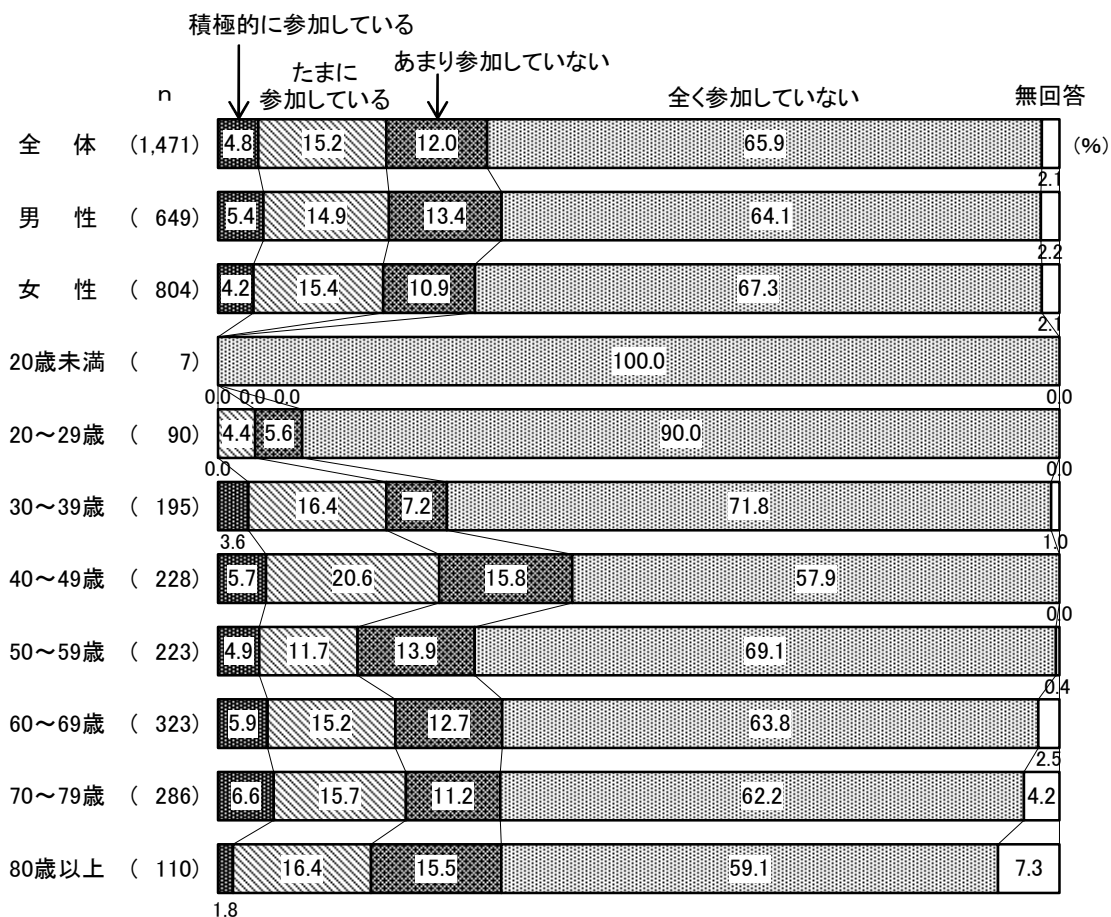 積極的に参加している
たまに
参加している
あまり参加していない
全く参加していない
無回答
n
全 体 (1,471) 4.8 15.2 12.0 65.9 (%)
2.1
男 性 ( 649) 5.4 14.9 13.4 64.1
2.2
女 性 ( 804) 4.2 15.4 10.9 67.3
2.1
20歳未満 ( 7) 100.0
0.0 0.0 0.0 0.0
20～29歳 ( 90) 4.4 5.6 90.0
0.0 0.0
30～39歳 ( 195) 16.4 7.2 71.8
3.6 1.0
40～49歳 ( 228) 5.7 20.6 15.8 57.9
0.0
50～59歳 ( 223) 4.9 11.7 13.9 69.1
0.4
60～69歳 ( 323) 5.9 15.2 12.7 63.8
2.5
70～79歳 ( 286) 6.6 15.7 11.2 62.2 4.2
80歳以上 ( 110) 16.4 15.5 59.1 7.3
1.8